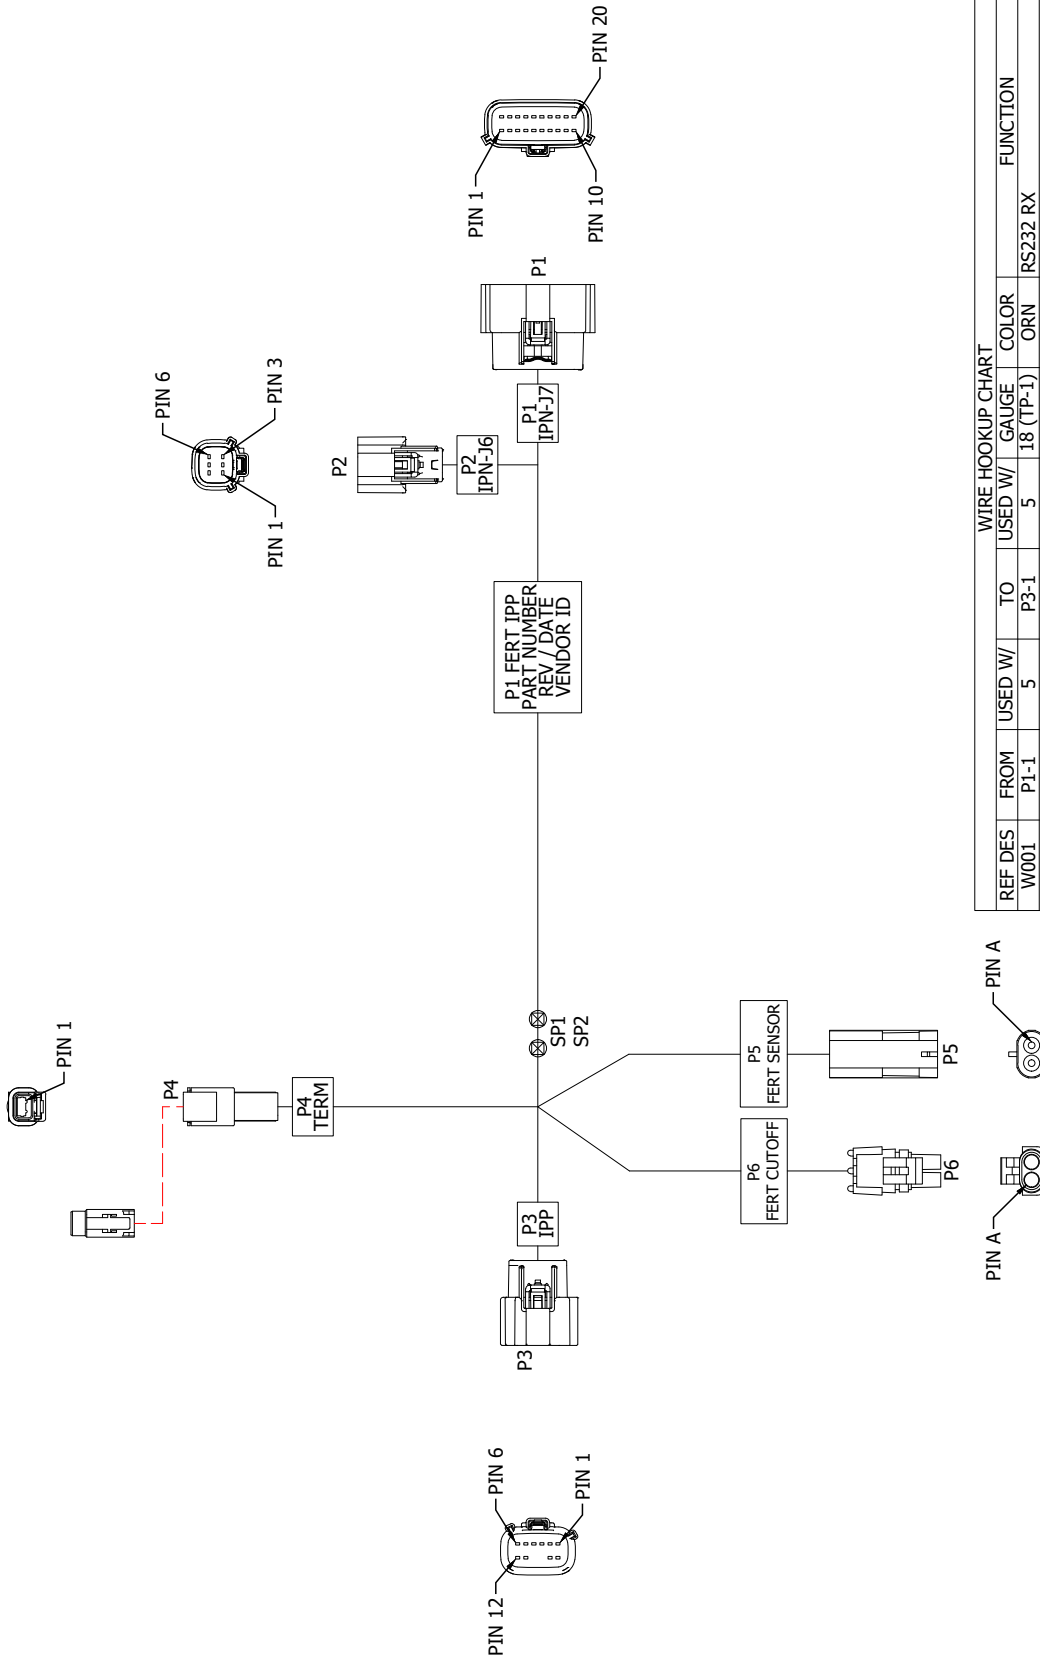 PIN 1
P4
P4
TERM
PIN 6
PIN 3
PIN 1
P2
P2
IPN-J6
PIN 12
PIN 6
PIN 1
P3
P3
IPP
SP1
SP2
P1 FERT IPP
PART NUMBER
REV / DATE
VENDOR ID
P1
IPN-J7
P1
PIN 1
PIN 10
PIN 20
P6
FERT CUTOFF
P6
PIN A
P5
FERT SENSOR
P5
PIN A
WIRE HOOKUP CHART
REF DES FROM USED W/ TO USED W/ GAUGE COLOR FUNCTION
W001 P1-1 5 P3-1 5 18 (TP-1) ORN RS232 RX